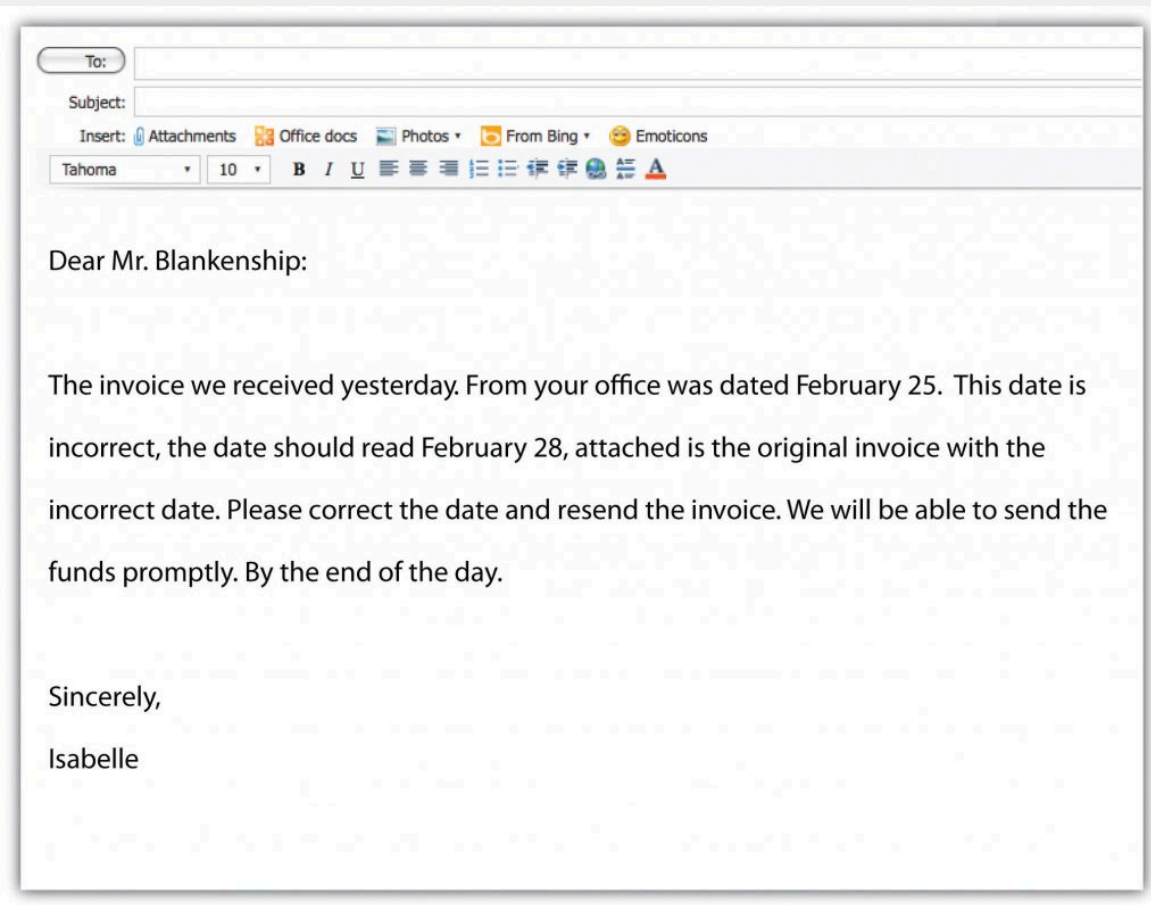 To:
Subject:
Insert: Attachments Office docs Photos From Bing Emoticons
Tahoma 10 B I U A
Dear Mr. Blankenship:
The invoice we received yesterday. From your office was dated February 25.  This date is
incorrect, the date should read February 28, attached is the original invoice with the
incorrect date. Please correct the date and resend the invoice. We will be able to send the
funds promptly. By the end of the day.
Sincerely,
Isabelle